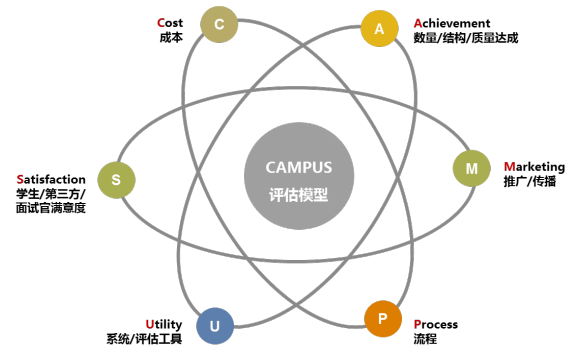 Cost
成本
C
A
Achievement
数量/结构/质量达成
CAMPUS
评估模型
Satisfaction
学生/第三方/
面试官满意度
S
M
Marketing
推广/传播
Utility
系统/评估工具
U
P
Process
流程